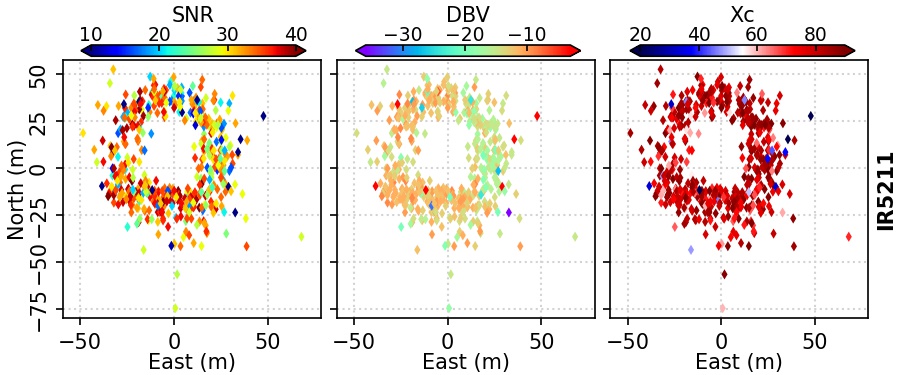 SNR
10 20 30 40
DBV
−30 −20 −10
Xc
20 40 60 80
North (m)
50
25
0
−25
−50
−75
−50 0 50
East (m)
−50 0 50
East (m)
−50 0 50
East (m)
IR5211